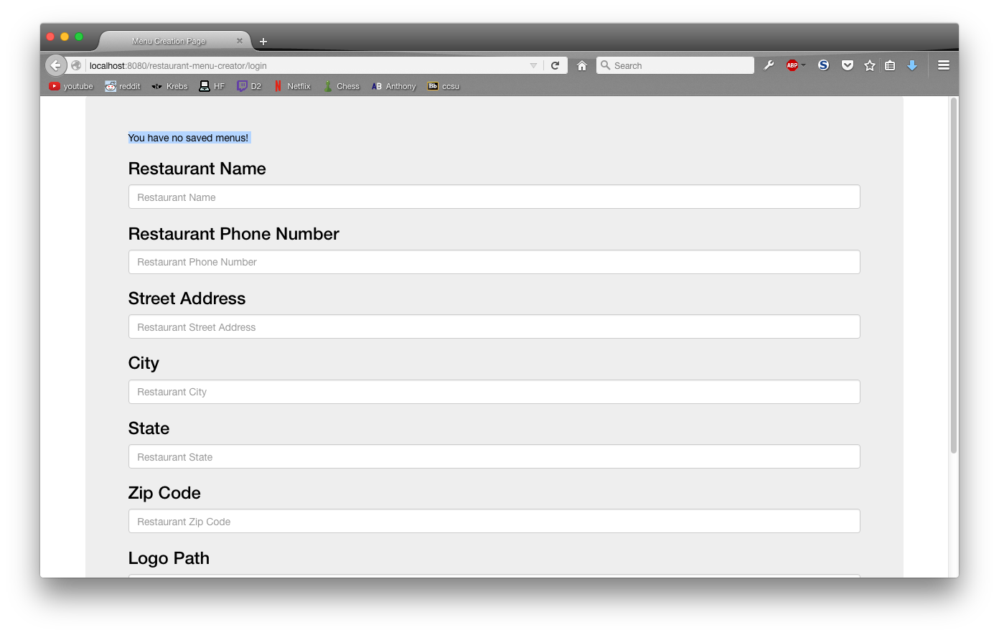 Menu Creation Page
localhost:8080/restaurant-menu-creator/login
Search
ABP
S
youtube
reddit
Krebs
HF
D2
Netflix
Chess
AB Anthony
Bb ccsu
You have no saved menus!
Restaurant Name
Restaurant Name
Restaurant Phone Number
Restaurant Phone Number
Street Address
Restaurant Street Address
City
Restaurant City
State
Restaurant State
Zip Code
Restaurant Zip Code
Logo Path